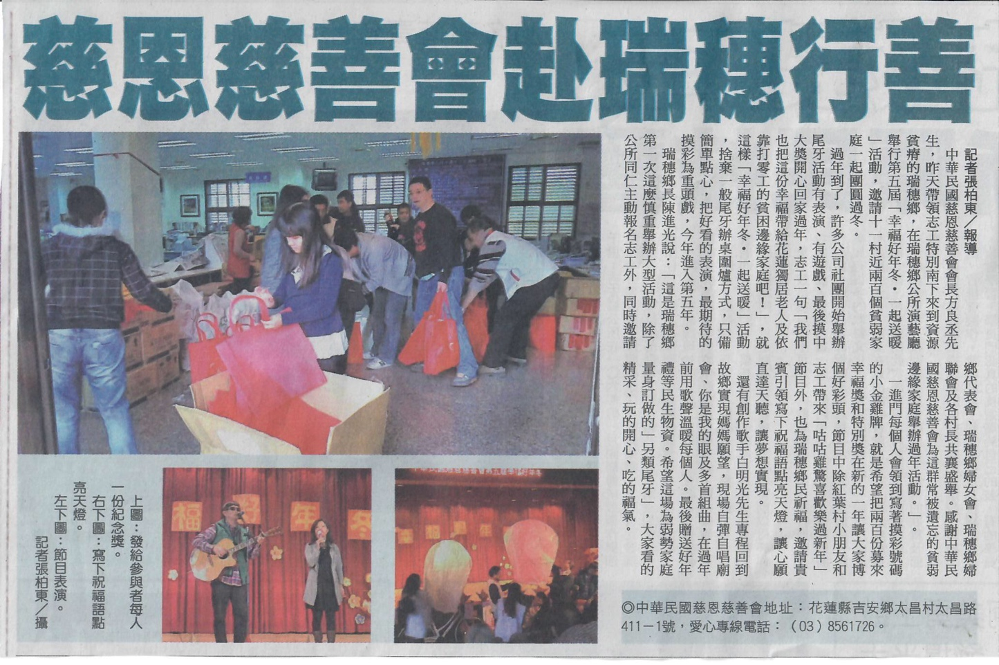 慈恩慈善會赴瑞穗行善
記者張柏東／報導
中華民國慈恩慈善會會長方良丞先
生，昨天帶領志工特別南下來到資源
貧瘠的瑞穗鄉，在瑞穗鄉公所演藝廳
舉行第五屆「幸福好年冬•一起送暖
」活動，邀請十一村近兩百個貧弱家
庭一起團圓過冬。
過年到了，許多公司社團開始舉辦
尾牙活動有表演、有遊戲、最後摸中
大獎開心回家過年，志工一句「我們
也把這份幸福帶給花蓮獨居老人及依
靠打零工的貧困邊緣家庭吧！」，就
這樣「幸福好年冬•一起送暖」活動
，捨棄一般尾牙辦桌圍爐方式，只備
簡單點心，把好看的表演，最期待的
摸彩為重頭戲，今年進入第五年。
瑞穗鄉長陳進光說：「這是瑞穗鄉
第一次這麼慎重舉辦大型活動，除了
公所同仁主動報名志工外，同時邀請
鄉代表會、瑞穗鄉婦女會、瑞穗鄉婦
聯會及各村長共襄盛舉。感謝中華民
國慈恩慈善會為這群常被遺忘的貧弱
邊緣家庭舉辦過年活動。」。
一進門每個人會領到寫著摸彩號碼
的小金雞牌，就是希望把兩百份募來
幸福獎和特別獎在新的一年讓大家博
個好彩頭，節目中除紅葉村小朋友和
志工帶來「咕咕雞驚喜歡樂過新年」
節目外，也為瑞穗鄉民祈福，邀請貴
賓引領寫下祝福語點亮天燈，讓心願
直達天聽，讓夢想實現。
還有創作歌手白明光先生專程回到
故鄉實現媽媽願望，現場自彈自唱廟
會、你是我的眼及多首組曲，在過年
前用歌聲溫暖每個人。最後贈送好年
禮等民生物資。希望這場為弱勢家庭
量身訂做的」另類尾牙」，大家看的
精采、玩的開心、吃的福氣。
上圖：發給參與者每人
一份紀念獎。
右下圖：寫下祝福語點
亮天燈。
左下圖：節目表演。
記者張柏東／攝
福好年冬
◎中華民國慈恩慈善會地址：花蓮縣吉安鄉太昌村太昌路
411－1號，愛心專線電話：（03）8561726。